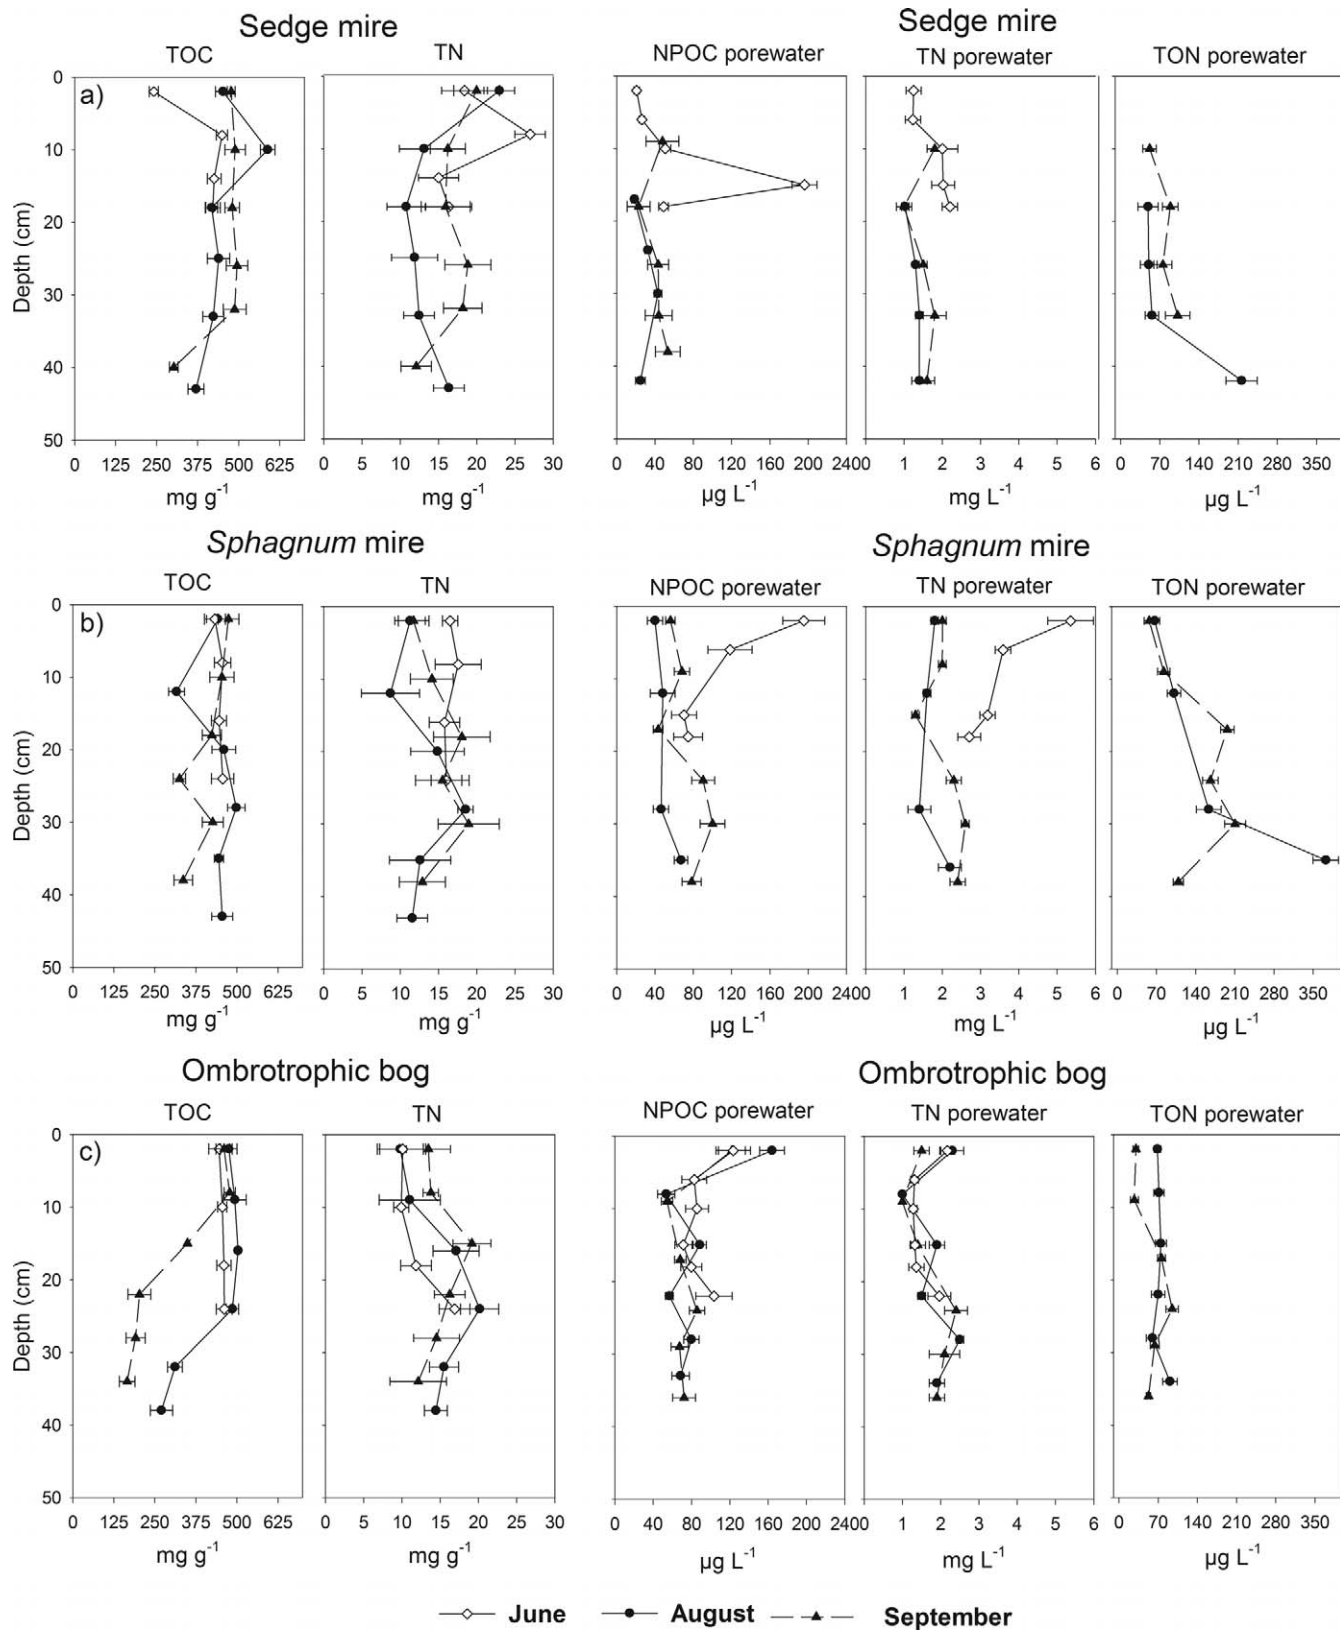 Sedge mire Sedge mire
TOC TN NPOC porewater TN porewater TON porewater
a)
Depth (cm)
0
10
20
30
40
50
0 125 250 375 500 625 0 5 10 15 20 25 30 0 40 80 120 160 200 240 0 1 2 3 4 5 6 0 70 140 210 280 350
mg g⁻¹ mg g⁻¹ µg L⁻¹ mg L⁻¹ µg L⁻¹
Sphagnum mire Sphagnum mire
TOC TN NPOC porewater TN porewater TON porewater
b)
Depth (cm)
0
10
20
30
40
50
0 125 250 375 500 625 0 5 10 15 20 25 30 0 40 80 120 160 200 240 0 1 2 3 4 5 6 0 70 140 210 280 350
mg g⁻¹ mg g⁻¹ µg L⁻¹ mg L⁻¹ µg L⁻¹
Ombrotrophic bog Ombrotrophic bog
TOC TN NPOC porewater TN porewater TON porewater
c)
Depth (cm)
0
10
20
30
40
50
0 125 250 375 500 625 0 5 10 15 20 25 30 0 40 80 120 160 200 240 0 1 2 3 4 5 6 0 70 140 210 280 350
mg g⁻¹ mg g⁻¹ µg L⁻¹ mg L⁻¹ µg L⁻¹
June August September